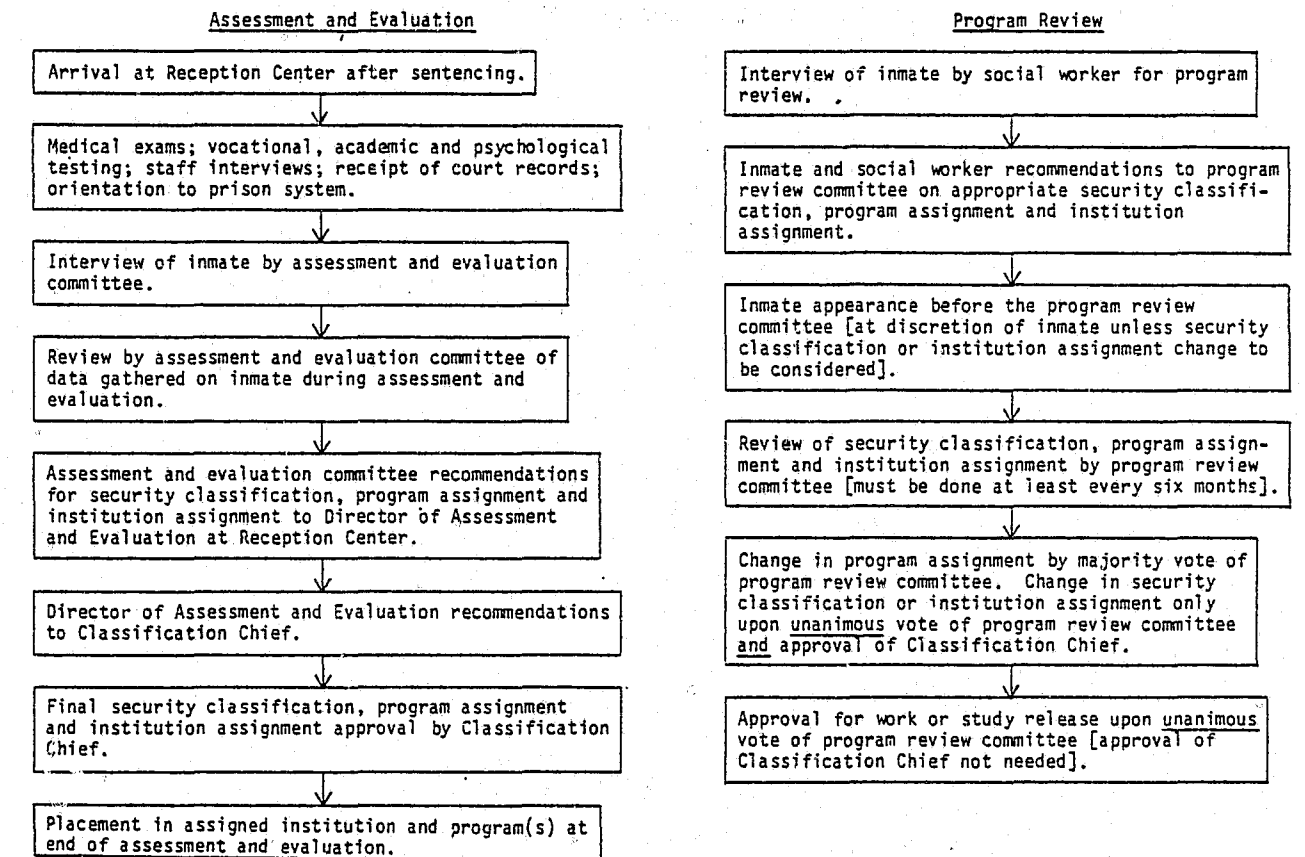 Assessment and Evaluation
Arrival at Reception Center after sentencing.
Medical exams; vocational, academic and psychological
testing; staff interviews; receipt of court records;
orientation to prison system.
Interview of inmate by assessment and evaluation
committee.
Review by assessment and evaluation committee of
data gathered on inmate during assessment and
evaluation.
Assessment and evaluation committee recommendations
for security classification, program assignment and
institution assignment to Director of Assessment
and Evaluation at Reception Center.
Director of Assessment and Evaluation recommendations
to Classification Chief.
Final security classification, program assignment
and institution assignment approval by Classification
Chief.
Placement in assigned institution and program(s) at
end of assessment and evaluation.
Program Review
Interview of inmate by social worker for program
review.
Inmate and social worker recommendations to program
review committee on appropriate security classifi-
cation, program assignment and institution
assignment.
Inmate appearance before the program review
committee [at discretion of inmate unless security
classification or institution assignment change to
be considered].
Review of security classification, program assign-
ment and institution assignment by program review
committee [must be done at least every six months].
Change in program assignment by majority vote of
program review committee. Change in security
classification or institution assignment only
upon unanimous vote of program review committee
and approval of Classification Chief.
Approval for work or study release upon unanimous
vote of program review committee [approval of
Classification Chief not needed].